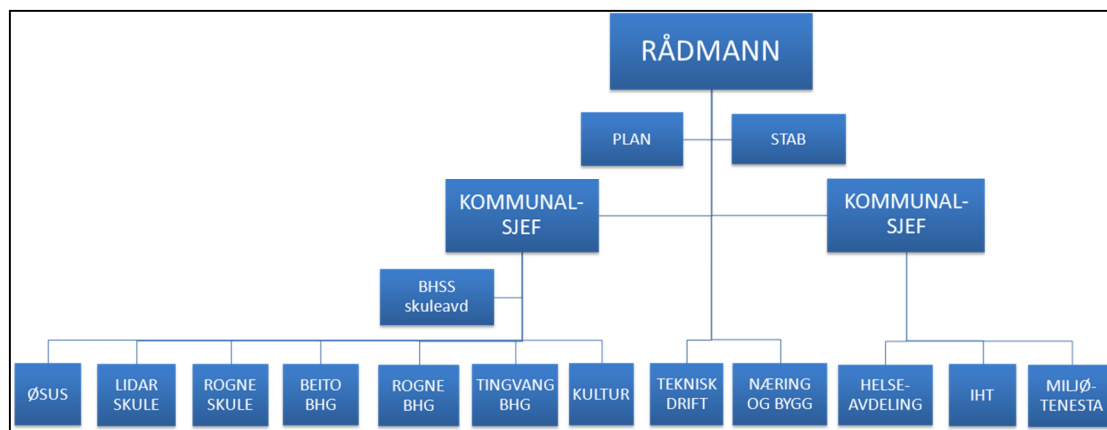 RÅDMANN
PLAN
STAB
KOMMUNAL-
SJEF
KOMMUNAL-
SJEF
BHSS
skuleavd
ØSUS
LIDAR
SKULE
ROGNE
SKULE
BEITO
BHG
ROGNE
BHG
TINGVANG
BHG
KULTUR
TEKNISK
DRIFT
NÆRING
OG BYGG
HELSE-
AVDELING
IHT
MILJØ-
TENESTA